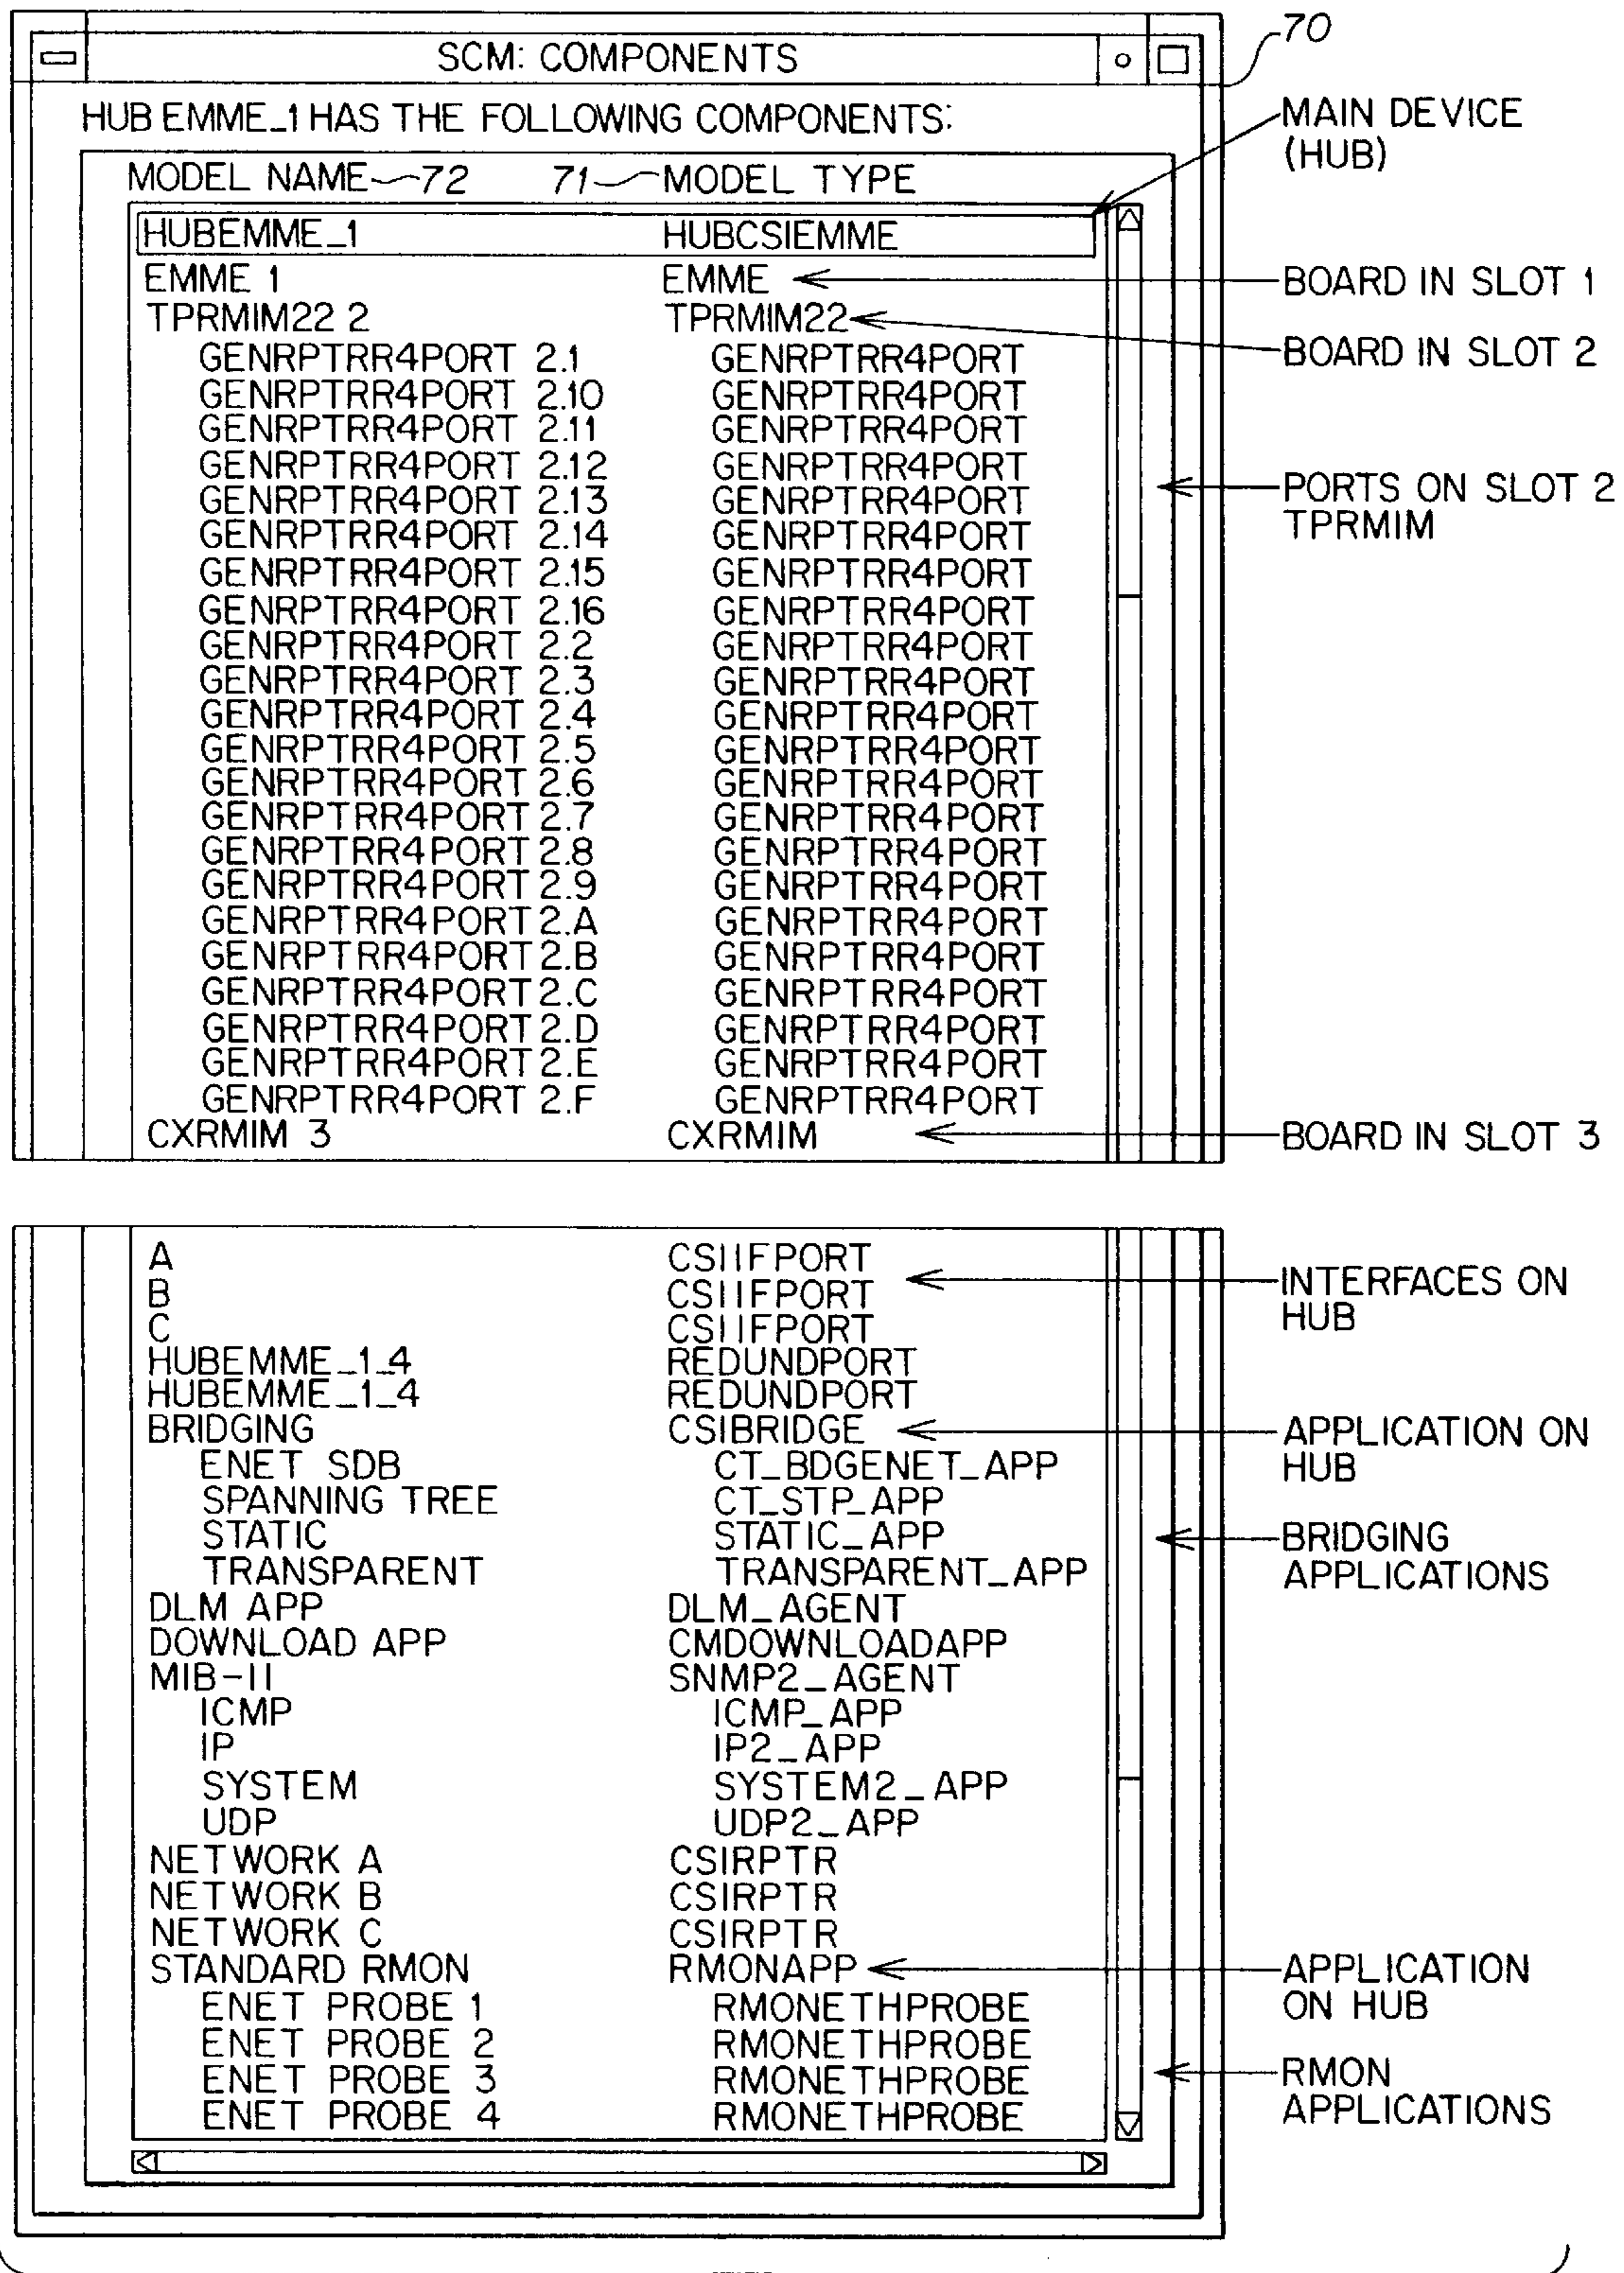 SCM: COMPONENTS
70
HUB EMME_1 HAS THE FOLLOWING COMPONENTS:
MAIN DEVICE
(HUB)
MODEL NAME 72 71 MODEL TYPE
HUBEMME_1 HUBCSIEMME
EMME 1 EMME BOARD IN SLOT 1
TPRMIM22 2 TPRMIM22 BOARD IN SLOT 2
GENRPTRR4PORT 2.1 GENRPTRR4PORT
GENRPTRR4PORT 2.10 GENRPTRR4PORT
GENRPTRR4PORT 2.11 GENRPTRR4PORT
GENRPTRR4PORT 2.12 GENRPTRR4PORT
GENRPTRR4PORT 2.13 GENRPTRR4PORT
PORTS ON SLOT 2
TPRMIM
GENRPTRR4PORT 2.14 GENRPTRR4PORT
GENRPTRR4PORT 2.15 GENRPTRR4PORT
GENRPTRR4PORT 2.16 GENRPTRR4PORT
GENRPTRR4PORT 2.2 GENRPTRR4PORT
GENRPTRR4PORT 2.3 GENRPTRR4PORT
GENRPTRR4PORT 2.4 GENRPTRR4PORT
GENRPTRR4PORT 2.5 GENRPTRR4PORT
GENRPTRR4PORT 2.6 GENRPTRR4PORT
GENRPTRR4PORT 2.7 GENRPTRR4PORT
GENRPTRR4PORT 2.8 GENRPTRR4PORT
GENRPTRR4PORT 2.9 GENRPTRR4PORT
GENRPTRR4PORT 2.A GENRPTRR4PORT
GENRPTRR4PORT 2.B GENRPTRR4PORT
GENRPTRR4PORT 2.C GENRPTRR4PORT
GENRPTRR4PORT 2.D GENRPTRR4PORT
GENRPTRR4PORT 2.E GENRPTRR4PORT
GENRPTRR4PORT 2.F GENRPTRR4PORT
CXRMIM 3 CXRMIM BOARD IN SLOT 3
A CSIIFPORT
B CSIIFPORT
INTERFACES ON
HUB
C CSIIFPORT
HUBEMME_1_4 REDUNDPORT
HUBEMME_1_4 REDUNDPORT
BRIDGING CSIBRIDGE
APPLICATION ON
HUB
ENET SDB CT_BDGENET_APP
SPANNING TREE CT_STP_APP
STATIC STATIC_APP
BRIDGING
APPLICATIONS
TRANSPARENT TRANSPARENT_APP
DLM APP DLM_AGENT
DOWNLOAD APP CMDOWNLOADAPP
MIB-II SNMP2_AGENT
ICMP ICMP_APP
IP IP2_APP
SYSTEM SYSTEM2_APP
UDP UDP2_APP
NETWORK A CSIRPTR
NETWORK B CSIRPTR
NETWORK C CSIRPTR
STANDARD RMON RMONAPP
APPLICATION
ON HUB
ENET PROBE 1 RMONETHPROBE
ENET PROBE 2 RMONETHPROBE
ENET PROBE 3 RMONETHPROBE
RMON
APPLICATIONS
ENET PROBE 4 RMONETHPROBE